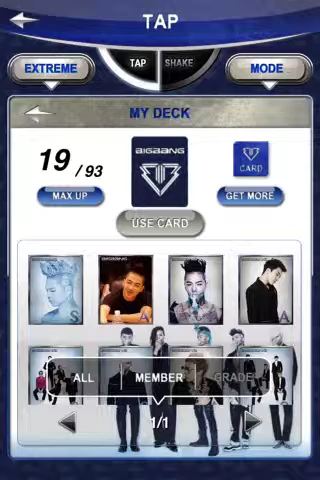 TAP
EXTREME
TAP
SHAKE
MODE
MY DECK
19 / 93
BIGBANG
CARD
MAX UP
GET MORE
USE CARD
S
A
A
A
ALL
MEMBER
GRADE
1/1